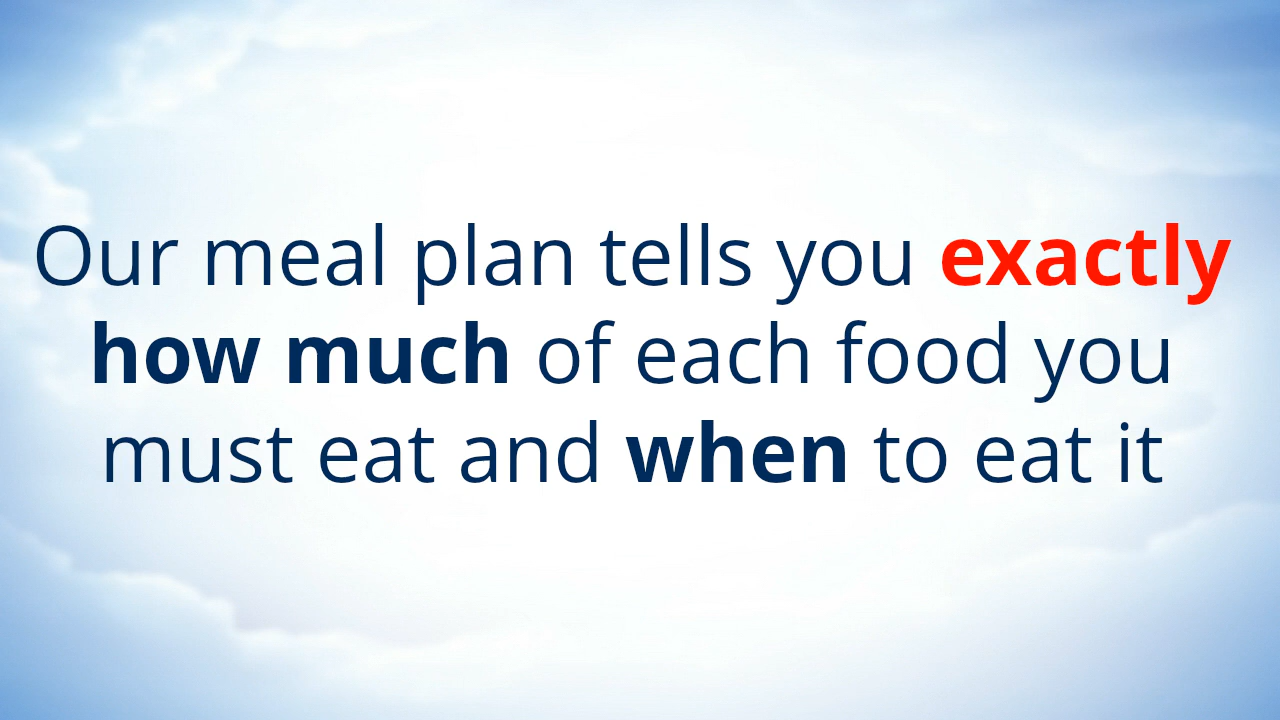 Our meal plan tells you exactly
how much of each food you
must eat and when to eat it